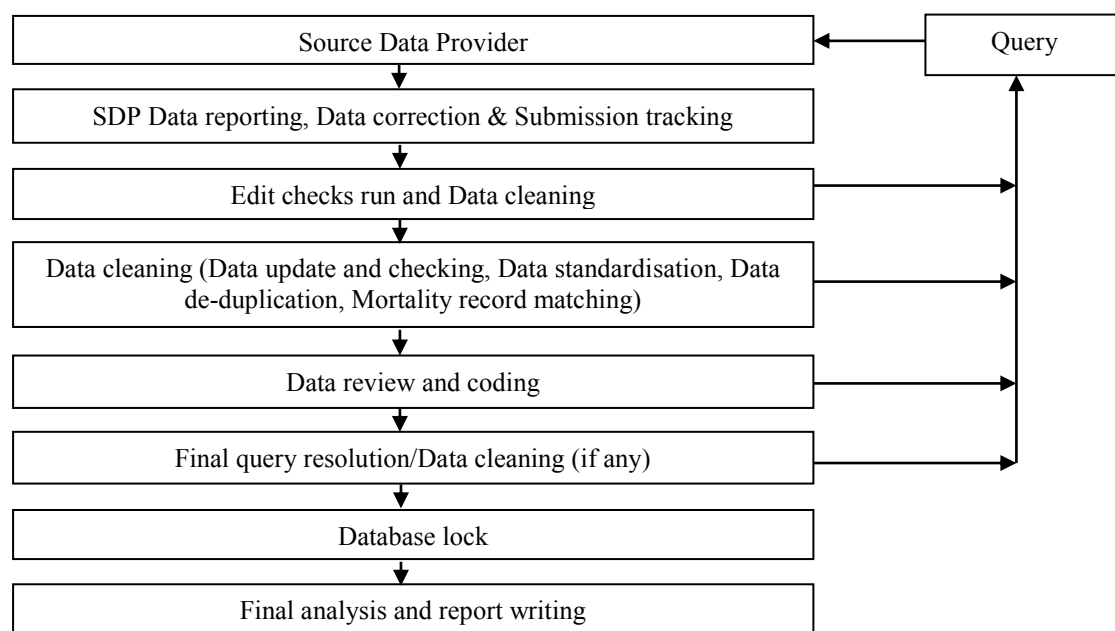 Source Data Provider
Query
SDP Data reporting, Data correction & Submission tracking
Edit checks run and Data cleaning
Data cleaning (Data update and checking, Data standardisation, Data
de-duplication, Mortality record matching)
Data review and coding
Final query resolution/Data cleaning (if any)
Database lock
Final analysis and report writing